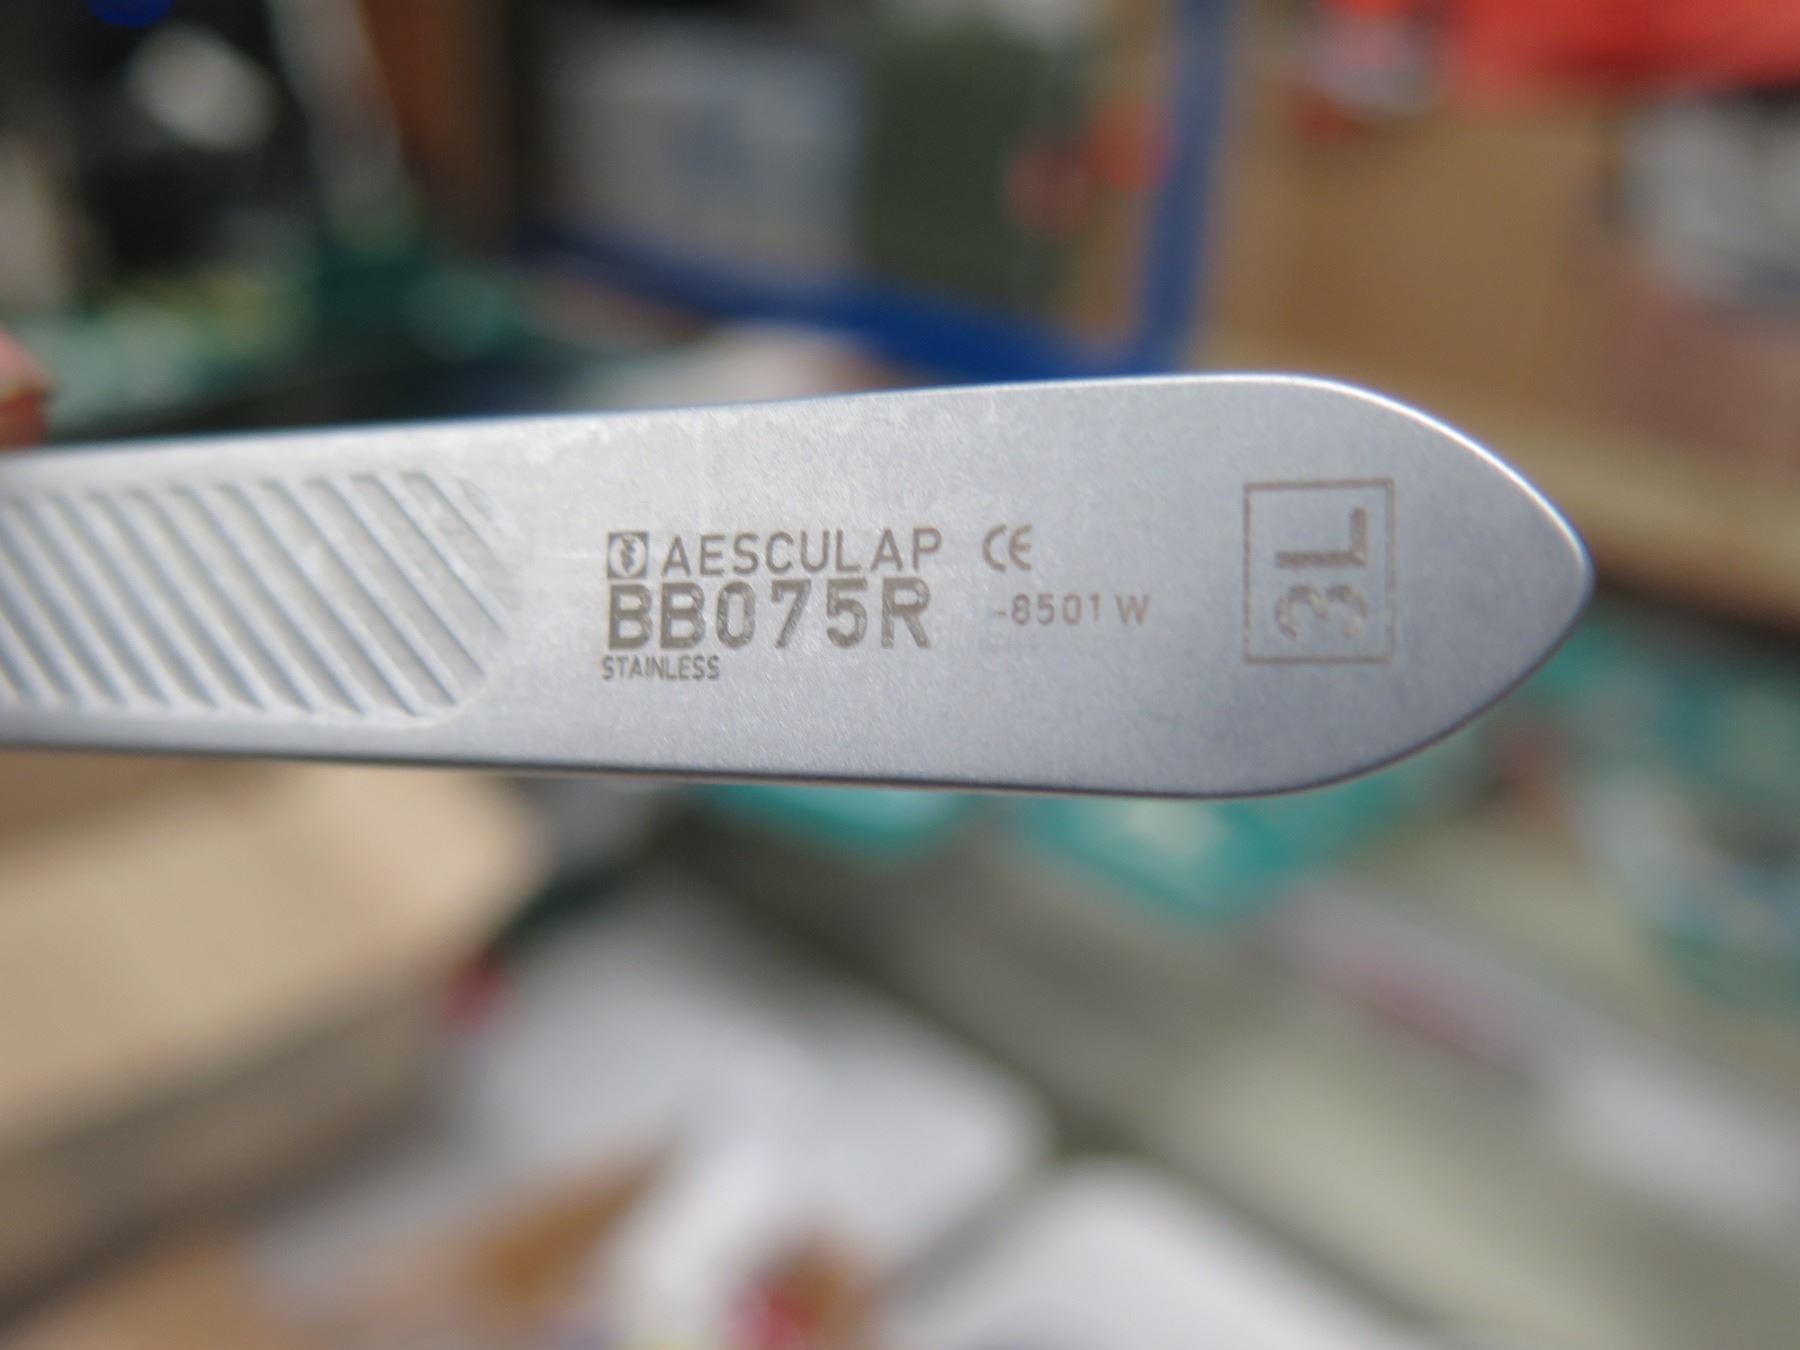 AESCULAP CE
BB075R -8501 W
STAINLESS
3L